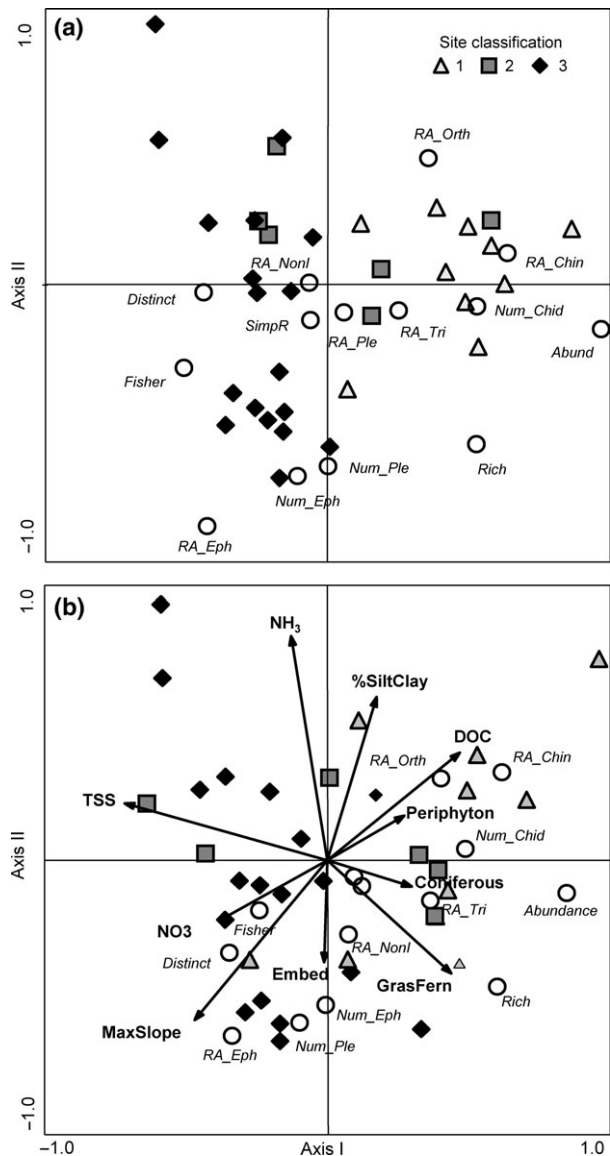 (a)
1.0
Site classification
1 2 3
RA_Orth
RA_Nonl
RA_Chin
Axis II
Distinct
SimpR
RA_Ple
RA_Tri
Num_Chid
Abund
Fisher
Num_Ple
Rich
Num_Eph
RA_Eph
−1.0
(b)
1.0
NH3
%SiltClay
DOC
RA_Orth
RA_Chin
TSS
Periphyton
Num_Chid
Axis II
Coniferous
Fisher
RA_Tri
Abundance
NO3
RA_Nonl
Distinct
Embed
GrasFern
Rich
MaxSlope
Num_Eph
RA_Eph
Num_Ple
−1.0
−1.0
Axis I
1.0